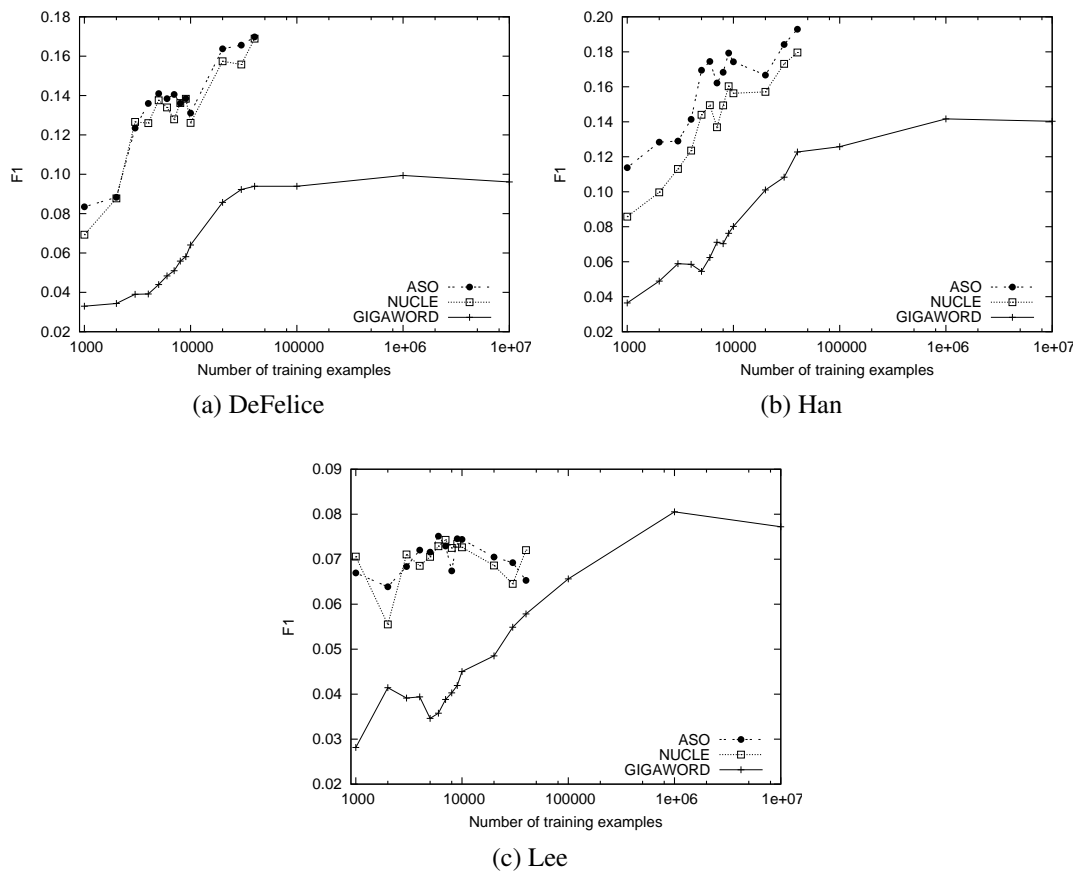 0.18
0.16
0.14
0.12
0.10
0.08
0.06
0.04
0.02
F1
ASO
NUCLE
GIGAWORD
1000 10000 100000 1e+06 1e+07
Number of training examples
(a) DeFelice
0.20
0.18
0.16
0.14
0.12
0.10
0.08
0.06
0.04
0.02
F1
ASO
NUCLE
GIGAWORD
1000 10000 100000 1e+06 1e+07
Number of training examples
(b) Han
0.09
0.08
0.07
0.06
0.05
0.04
0.03
0.02
F1
ASO
NUCLE
GIGAWORD
1000 10000 100000 1e+06 1e+07
Number of training examples
(c) Lee